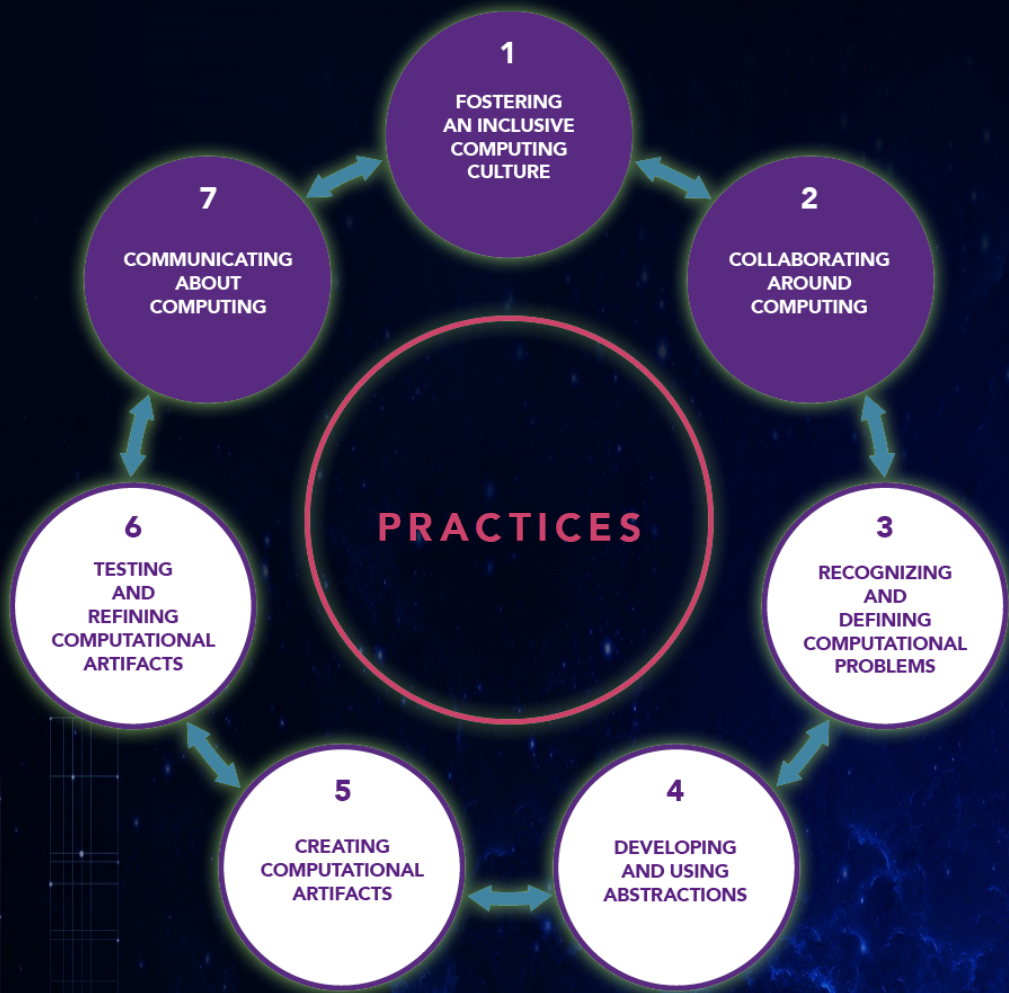 1
FOSTERING
AN INCLUSIVE
COMPUTING
CULTURE
2
COLLABORATING
AROUND
COMPUTING
3
RECOGNIZING
AND
DEFINING
COMPUTATIONAL
PROBLEMS
4
DEVELOPING
AND USING
ABSTRACTIONS
5
CREATING
COMPUTATIONAL
ARTIFACTS
6
TESTING
AND
REFINING
COMPUTATIONAL
ARTIFACTS
7
COMMUNICATING
ABOUT
COMPUTING
PRACTICES